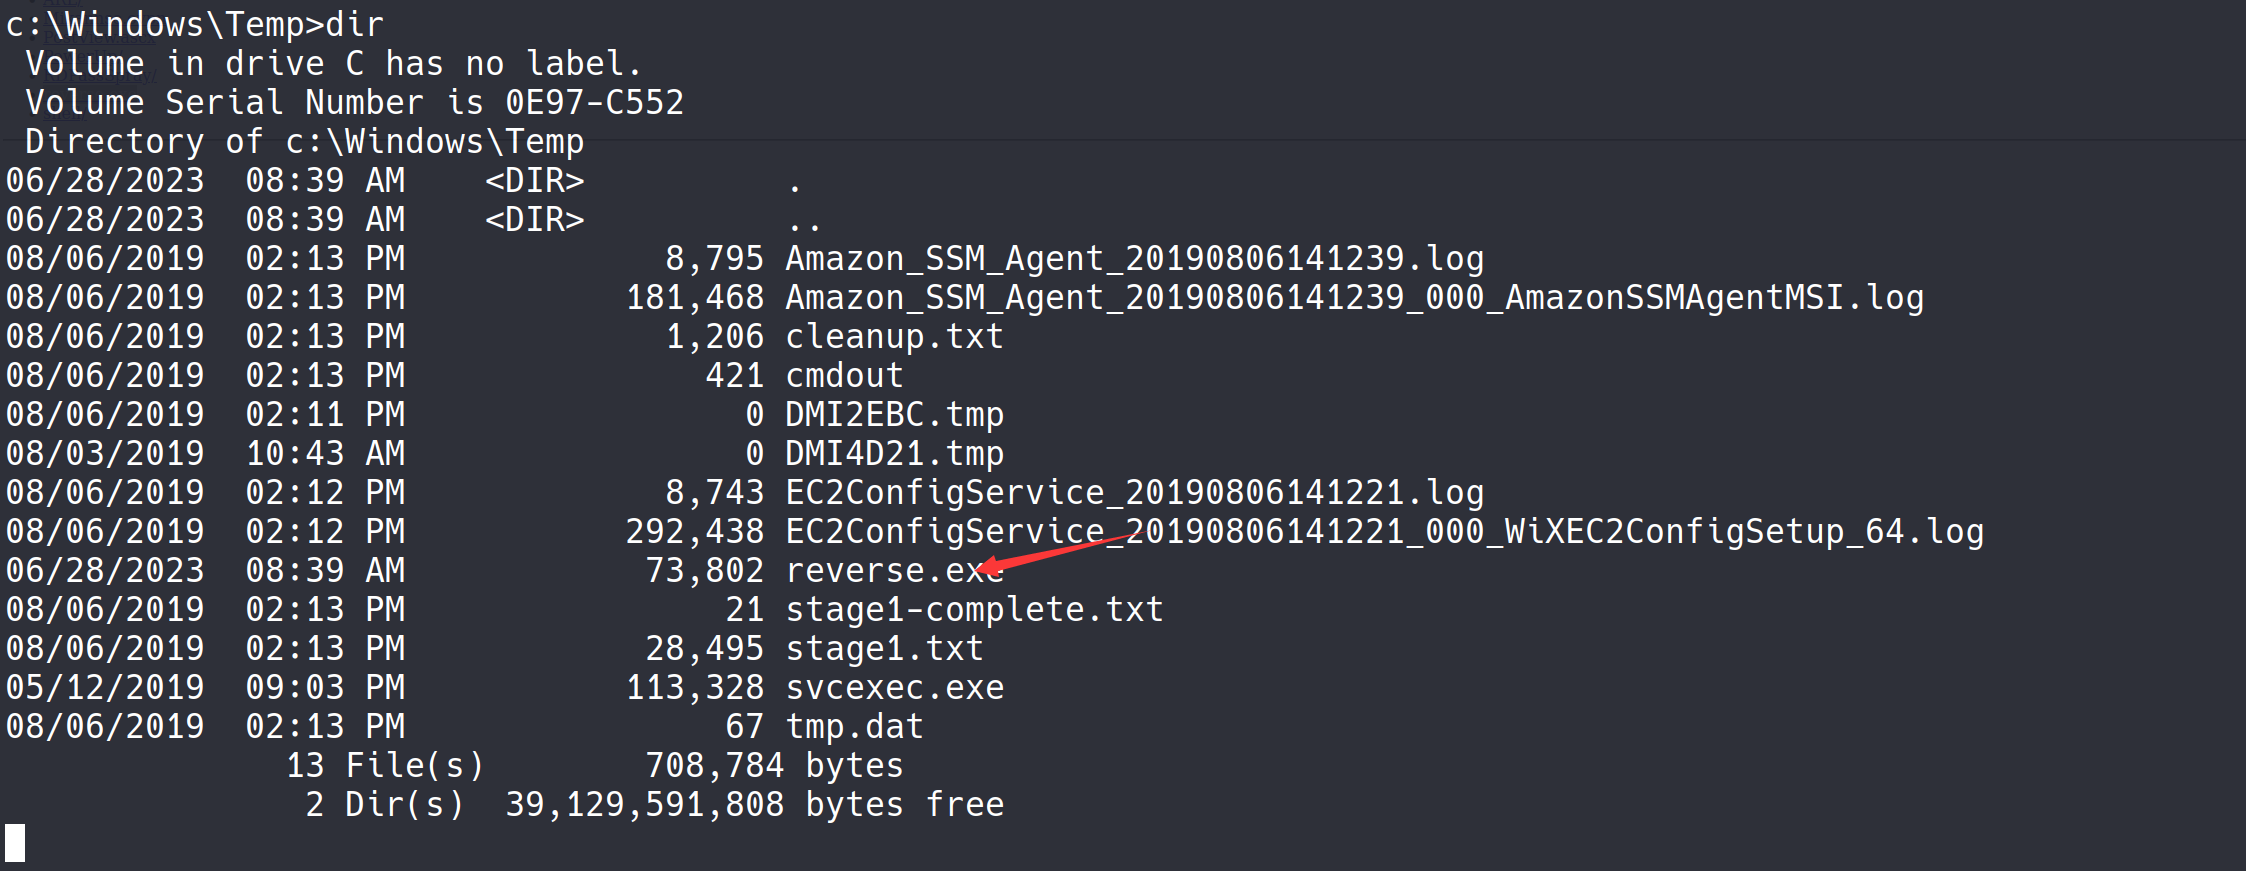 c:\Windows\Temp>dir
Volume in drive C has no label.
Volume Serial Number is 0E97-C552
Directory of c:\Windows\Temp
06/28/2023  08:39 AM    <DIR>          .
06/28/2023  08:39 AM    <DIR>          ..
08/06/2019  02:13 PM             8,795 Amazon_SSM_Agent_20190806141239.log
08/06/2019  02:13 PM           181,468 Amazon_SSM_Agent_20190806141239_000_AmazonSSMAgentMSI.log
08/06/2019  02:13 PM             1,206 cleanup.txt
08/06/2019  02:13 PM               421 cmdout
08/06/2019  02:11 PM                 0 DMI2EBC.tmp
08/03/2019  10:43 AM                 0 DMI4D21.tmp
08/06/2019  02:12 PM             8,743 EC2ConfigService_20190806141221.log
08/06/2019  02:12 PM           292,438 EC2ConfigService_20190806141221_000_WiXEC2ConfigSetup_64.log
06/28/2023  08:39 AM            73,802 reverse.exe
08/06/2019  02:13 PM                21 stage1-complete.txt
08/06/2019  02:13 PM            28,495 stage1.txt
05/12/2019  09:03 PM           113,328 svcexec.exe
08/06/2019  02:13 PM                67 tmp.dat
13 File(s)        708,784 bytes
2 Dir(s)  39,129,591,808 bytes free